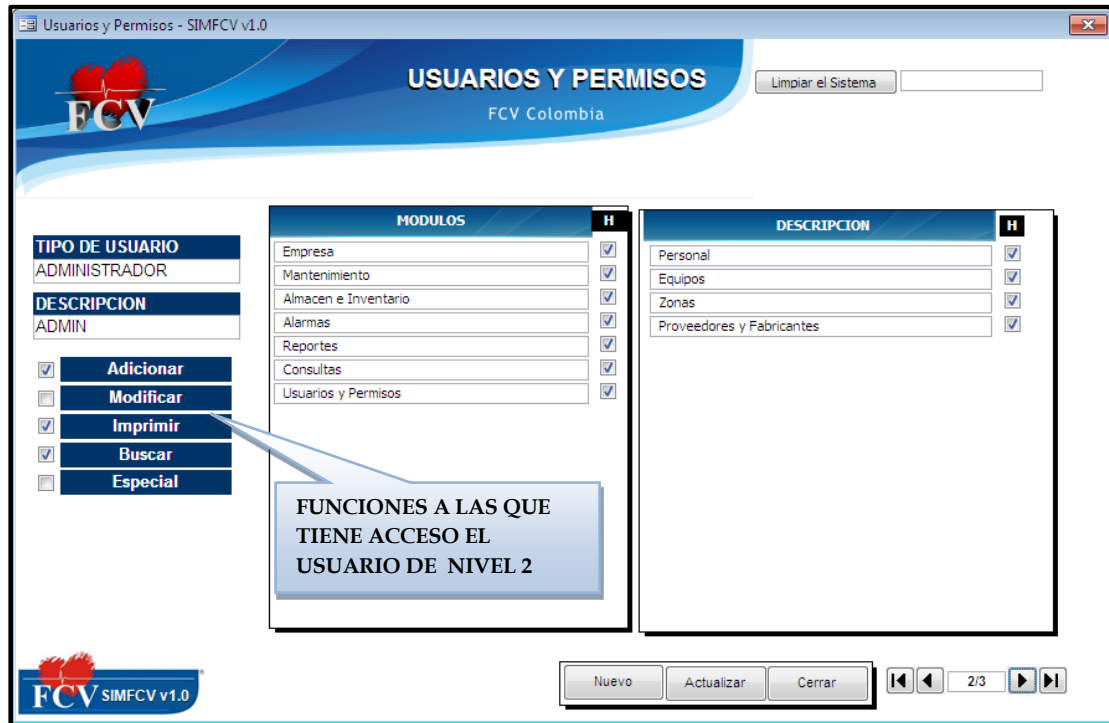 Usuarios y Permisos - SIMFCV v1.0
FCV
USUARIOS Y PERMISOS
FCV Colombia
Limpiar el Sistema
TIPO DE USUARIO
ADMINISTRADOR
DESCRIPCION
ADMIN
Adicionar
Modificar
Imprimir
Buscar
Especial
MODULOS H
Empresa
Mantenimiento
Almacen e Inventario
Alarmas
Reportes
Consultas
Usuarios y Permisos
DESCRIPCION H
Personal
Equipos
Zonas
Proveedores y Fabricantes
FUNCIONES A LAS QUE
TIENE ACCESO EL
USUARIO DE NIVEL 2
FCV SIMFCV v1.0
Nuevo Actualizar Cerrar 2/3